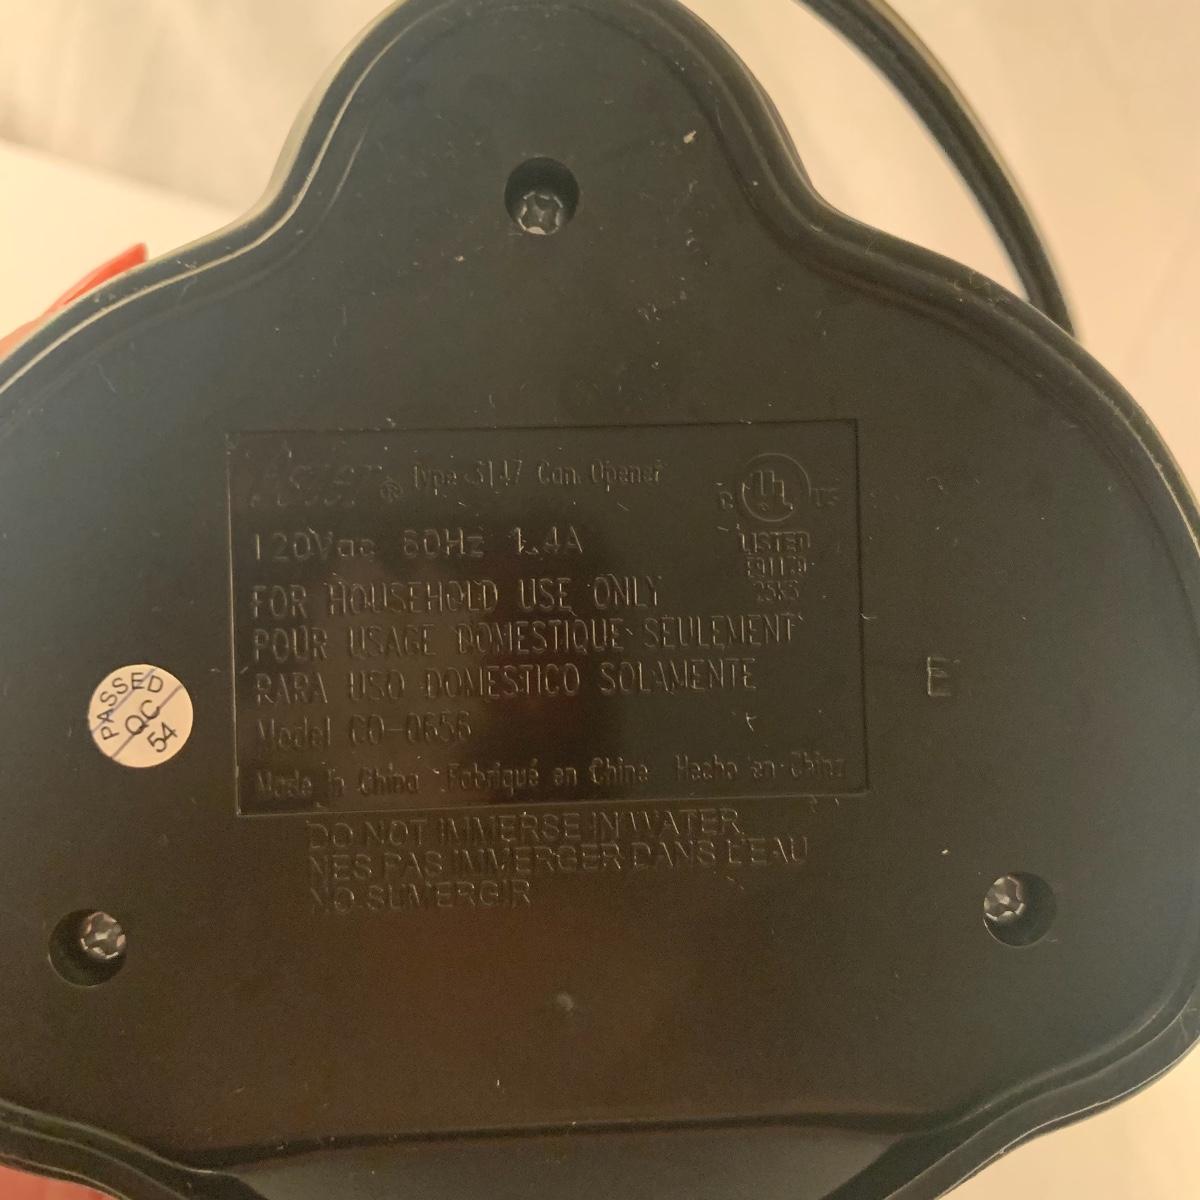 ® Type 3147 Can Opener
120Vac 60Hz 1.4A
C UL US
LISTED
FOR HOUSEHOLD USE ONLY
POUR USAGE DOMESTIQUE SEULEMENT
PARA USO DOMESTICO SOLAMENTE
Model CO-0656
Made in China Fabriqué en Chine Hecho en China
DO NOT IMMERSE IN WATER
NES PAS IMMERGER DANS L'EAU
NO SUMERGIR
E
PASSED
QC
54